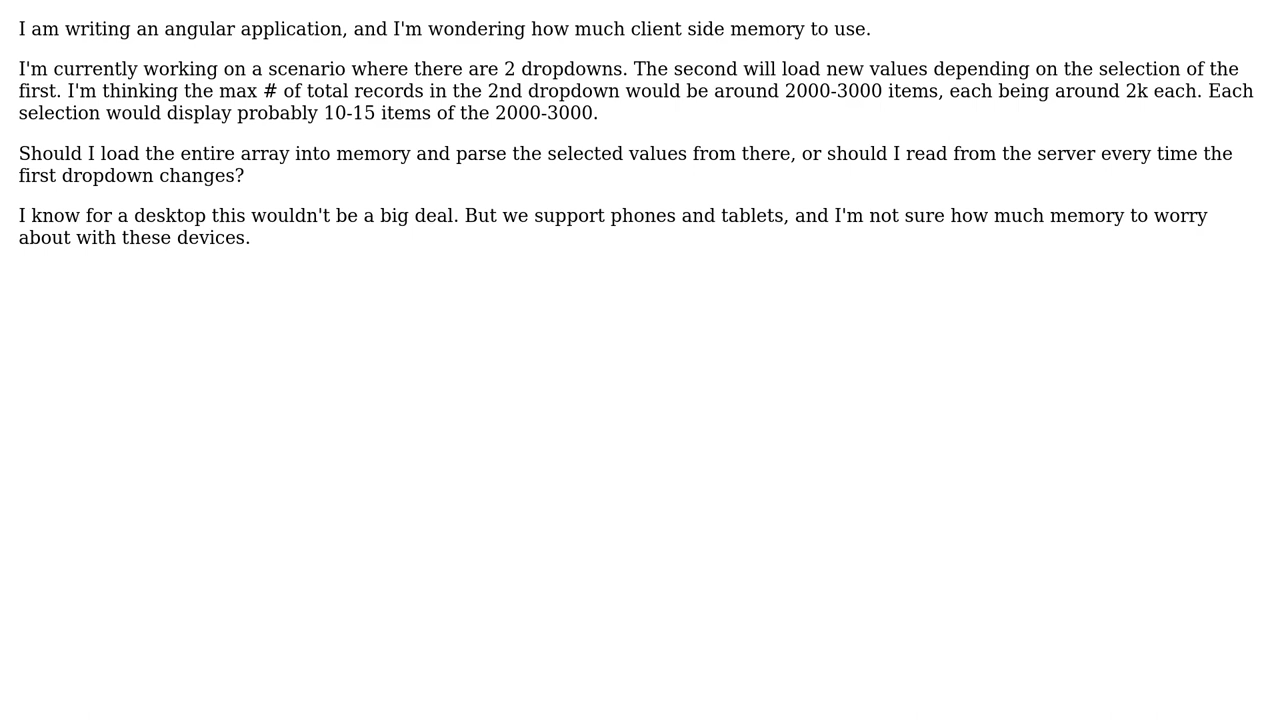 I am writing an angular application, and I'm wondering how much client side memory to use.
I'm currently working on a scenario where there are 2 dropdowns. The second will load new values depending on the selection of the
first. I'm thinking the max # of total records in the 2nd dropdown would be around 2000-3000 items, each being around 2k each. Each
selection would display probably 10-15 items of the 2000-3000.
Should I load the entire array into memory and parse the selected values from there, or should I read from the server every time the
first dropdown changes?
I know for a desktop this wouldn't be a big deal. But we support phones and tablets, and I'm not sure how much memory to worry
about with these devices.